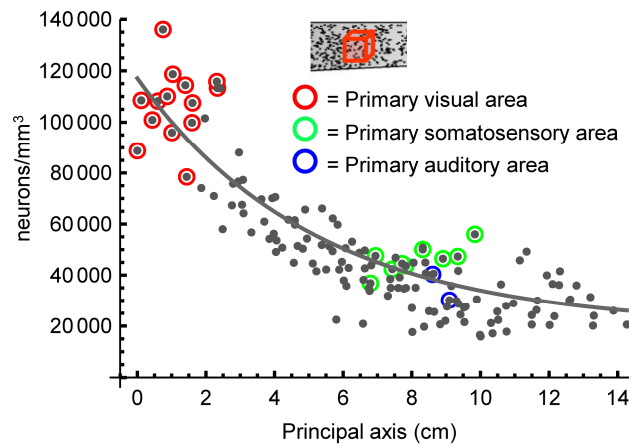 140 000
120 000
100 000
80 000
60 000
40 000
20 000
neurons/mm³
= Primary visual area
= Primary somatosensory area
= Primary auditory area
0 2 4 6 8 10 12 14
Principal axis (cm)